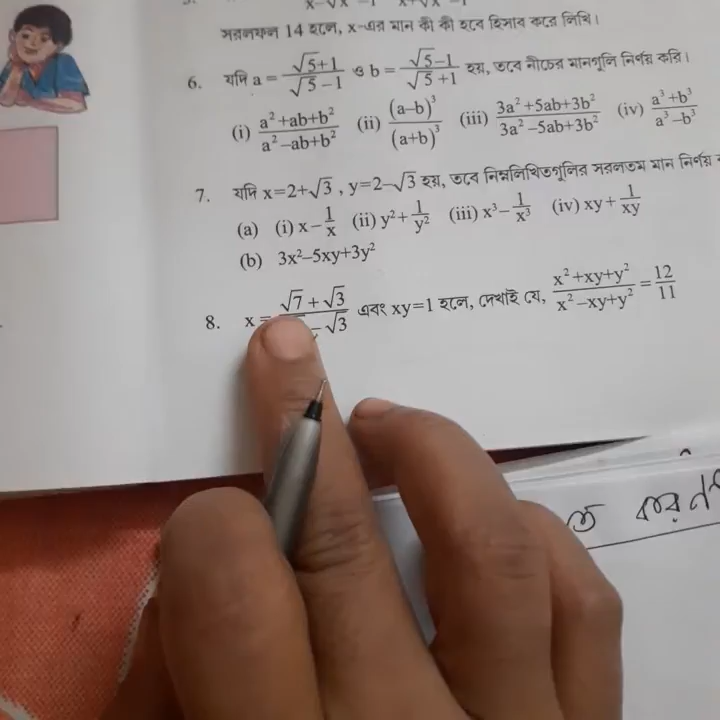 সরলফল 14 হলে, x-এর মান কী কী হবে হিসাব করে লিখি।
6. যদি a = (√5+1)/(√5−1) ও b = (√5−1)/(√5+1) হয়, তবে নীচের মানগুলি নির্ণয় করি।
(i) (a²+ab+b²)/(a²−ab+b²) (ii) (a−b)³/(a+b)³ (iii) (3a²+5ab+3b²)/(3a²−5ab+3b²) (iv) (a³+b³)/(a³−b³)
7. যদি x=2+√3, y=2−√3 হয়, তবে নিম্নলিখিতগুলির সরলতম মান নির্ণয়
(a) (i) x−1/x (ii) y²+1/y² (iii) x³−1/x³ (iv) xy+1/xy
(b) 3x²−5xy+3y²
8. x= (√7+√3)/(−√3) এবং xy=1 হলে, দেখাই যে, (x²+xy+y²)/(x²−xy+y²) = 12/11